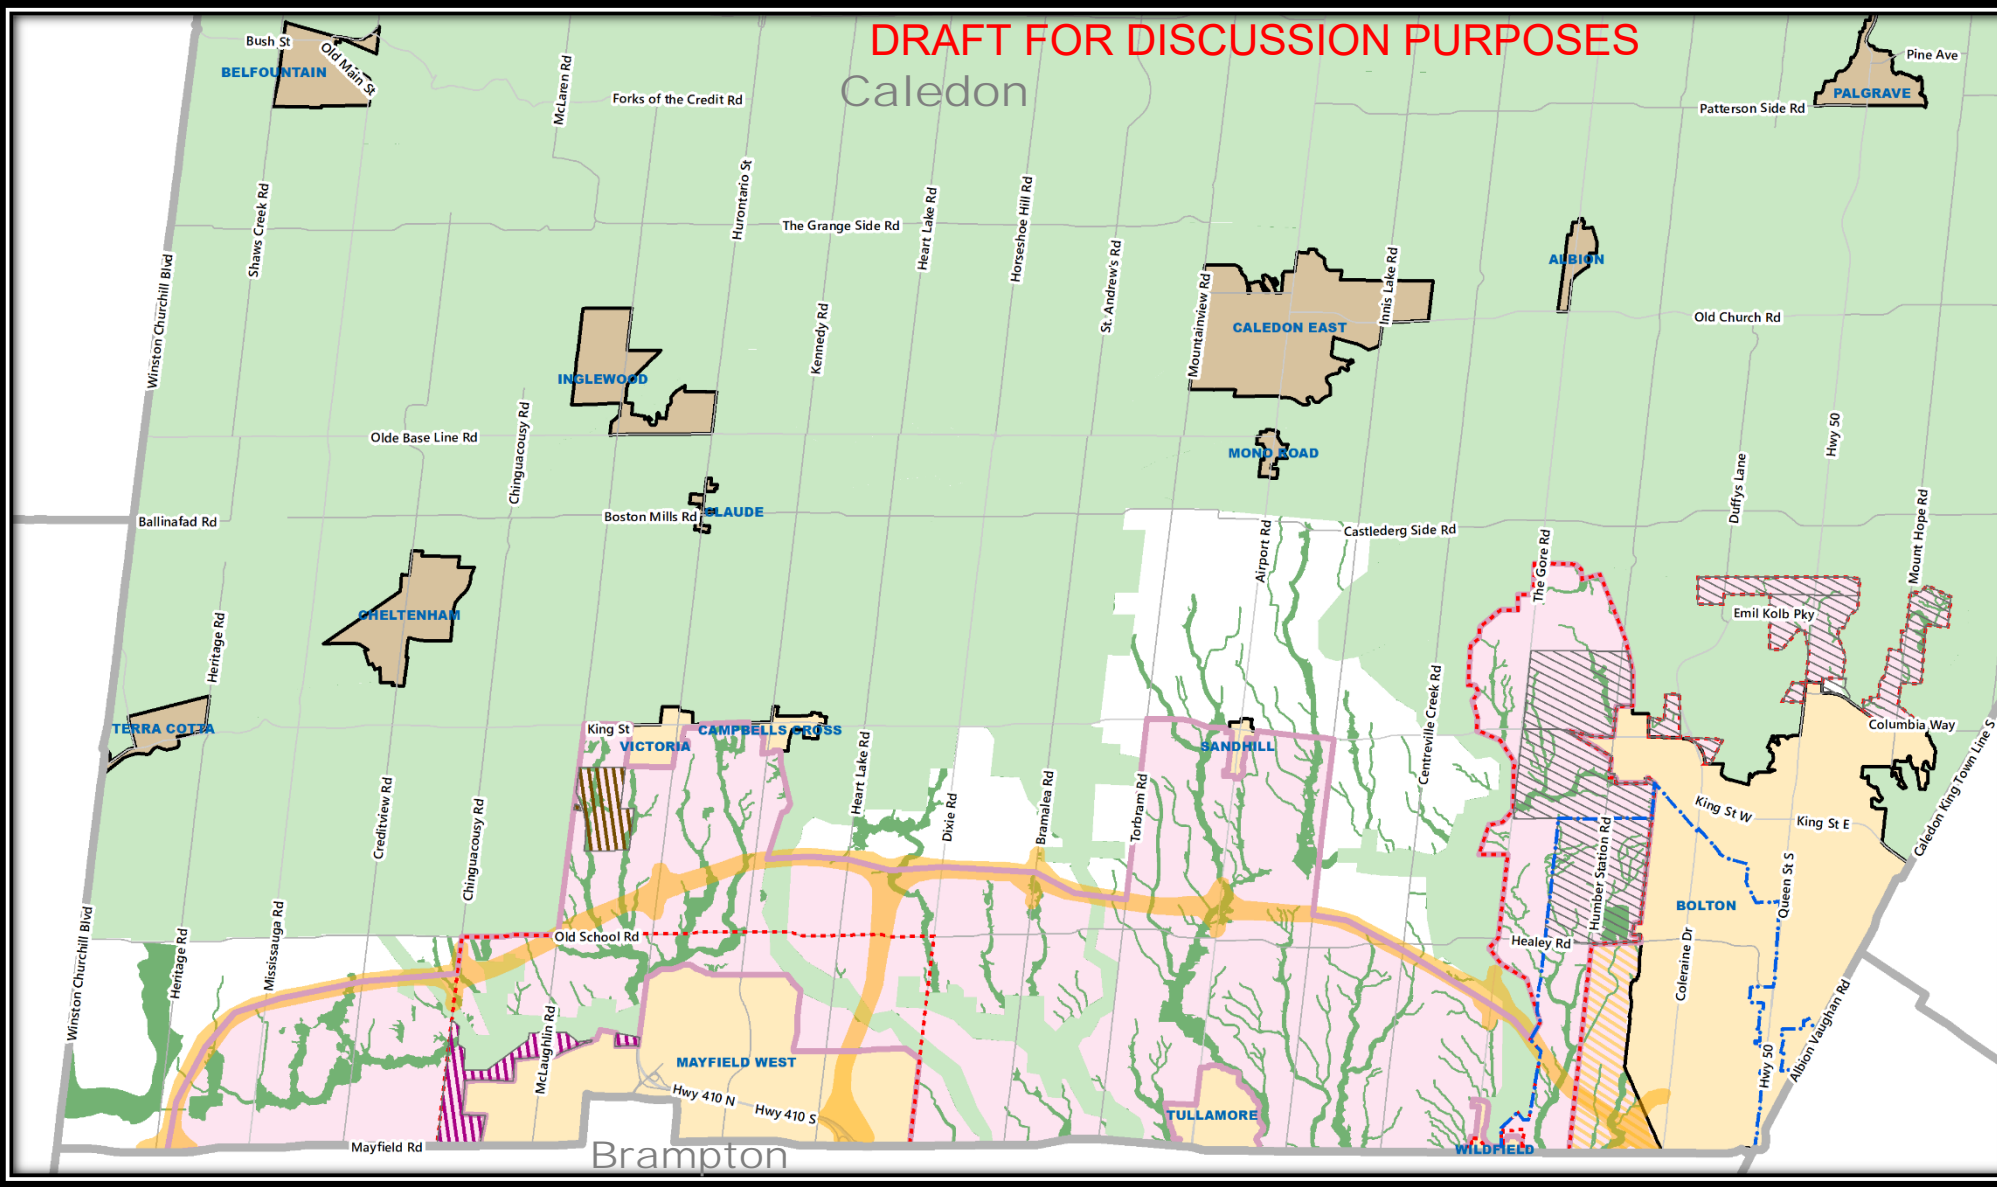 DRAFT FOR DISCUSSION PURPOSES
Caledon
Bush St
Old Main St
BELFOUNTAIN
McLaren Rd
Forks of the Credit Rd
Pine Ave
PALGRAVE
Patterson Side Rd
Shaws Creek Rd
Hurontario St
The Grange Side Rd
Heart Lake Rd
Horseshoe Hill Rd
St. Andrew's Rd
Mountainview Rd
Innis Lake Rd
ALBION
Winston Churchill Blvd
Kennedy Rd
CALEDON EAST
Old Church Rd
INGLEWOOD
Olde Base Line Rd
Chinguacousy Rd
MONO ROAD
Hwy 50
Duffys Lane
Mount Hope Rd
Ballinafad Rd
Boston Mills Rd
CLAUDE
Airport Rd
Castlederg Side Rd
The Gore Rd
CHELTENHAM
Heritage Rd
Emil Kolb Pky
TERRA COTTA
King St
VICTORIA
CAMPBELLS CROSS
SANDHILL
Centreville Creek Rd
Columbia Way
Creditview Rd
Chinguacousy Rd
Heart Lake Rd
Dixie Rd
Bramalea Rd
Torbram Rd
King St W
King St E
Caledon King Town Line S
Humber Station Rd
Queen St S
BOLTON
Winston Churchill Blvd
Heritage Rd
Mississauga Rd
Old School Rd
Healey Rd
Coleraine Dr
McLaughlin Rd
MAYFIELD WEST
Hwy 410 N
Hwy 410 S
Hwy 50
Albion Vaughan Rd
TULLAMORE
WILDFIELD
Mayfield Rd
Brampton